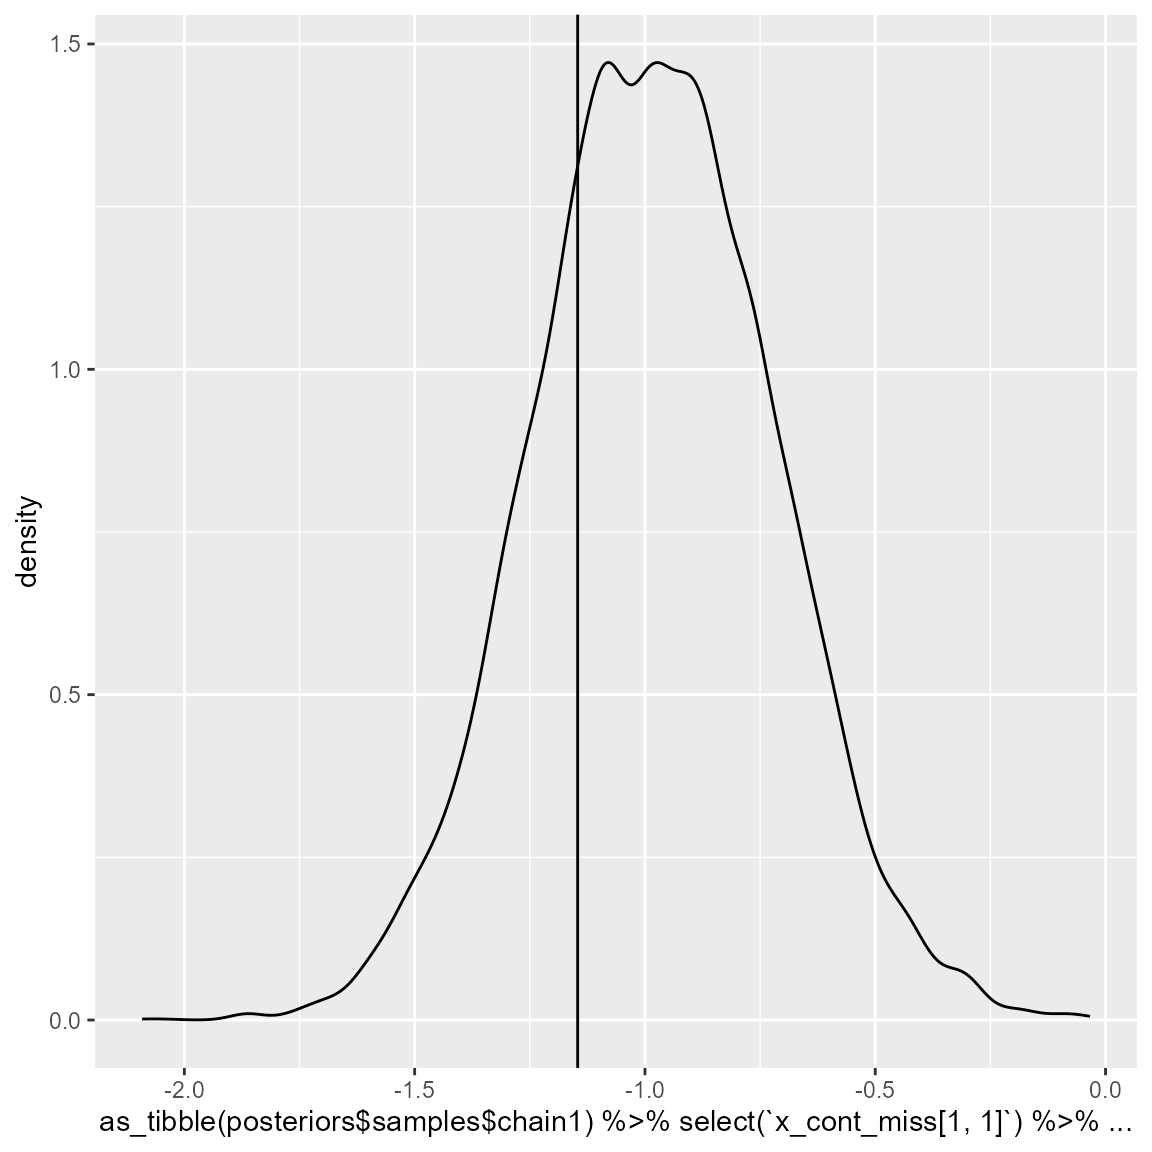 1.5
1.0
0.5
0.0
density
-2.0 -1.5 -1.0 -0.5 0.0
as_tibble(posteriors$samples$chain1) %>% select(`x_cont_miss[1, 1]`) %>% ...